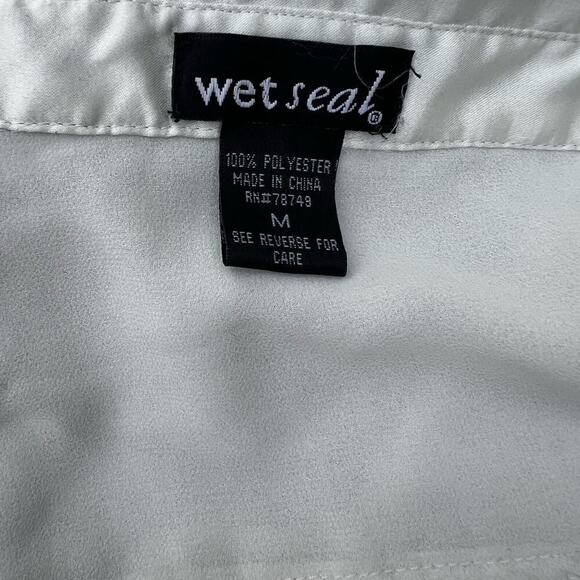 wet seal®
100% POLYESTER
MADE IN CHINA
RN#78749
M
SEE REVERSE FOR
CARE